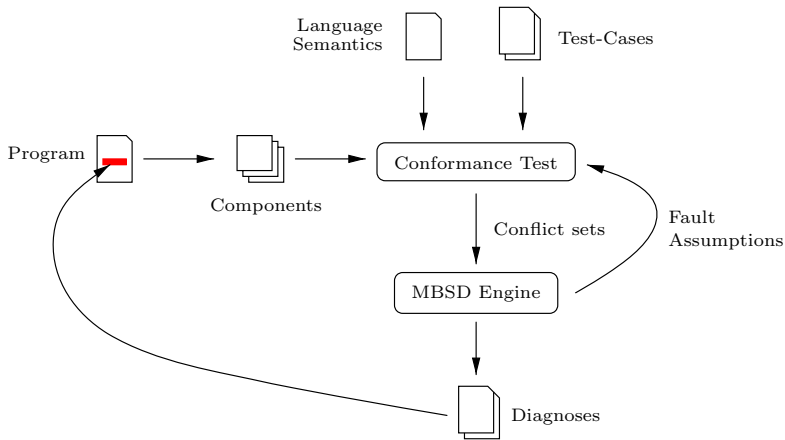 Language
Semantics
Test-Cases
Program
Conformance Test
Components
Conflict sets
Fault
Assumptions
MBSD Engine
Diagnoses